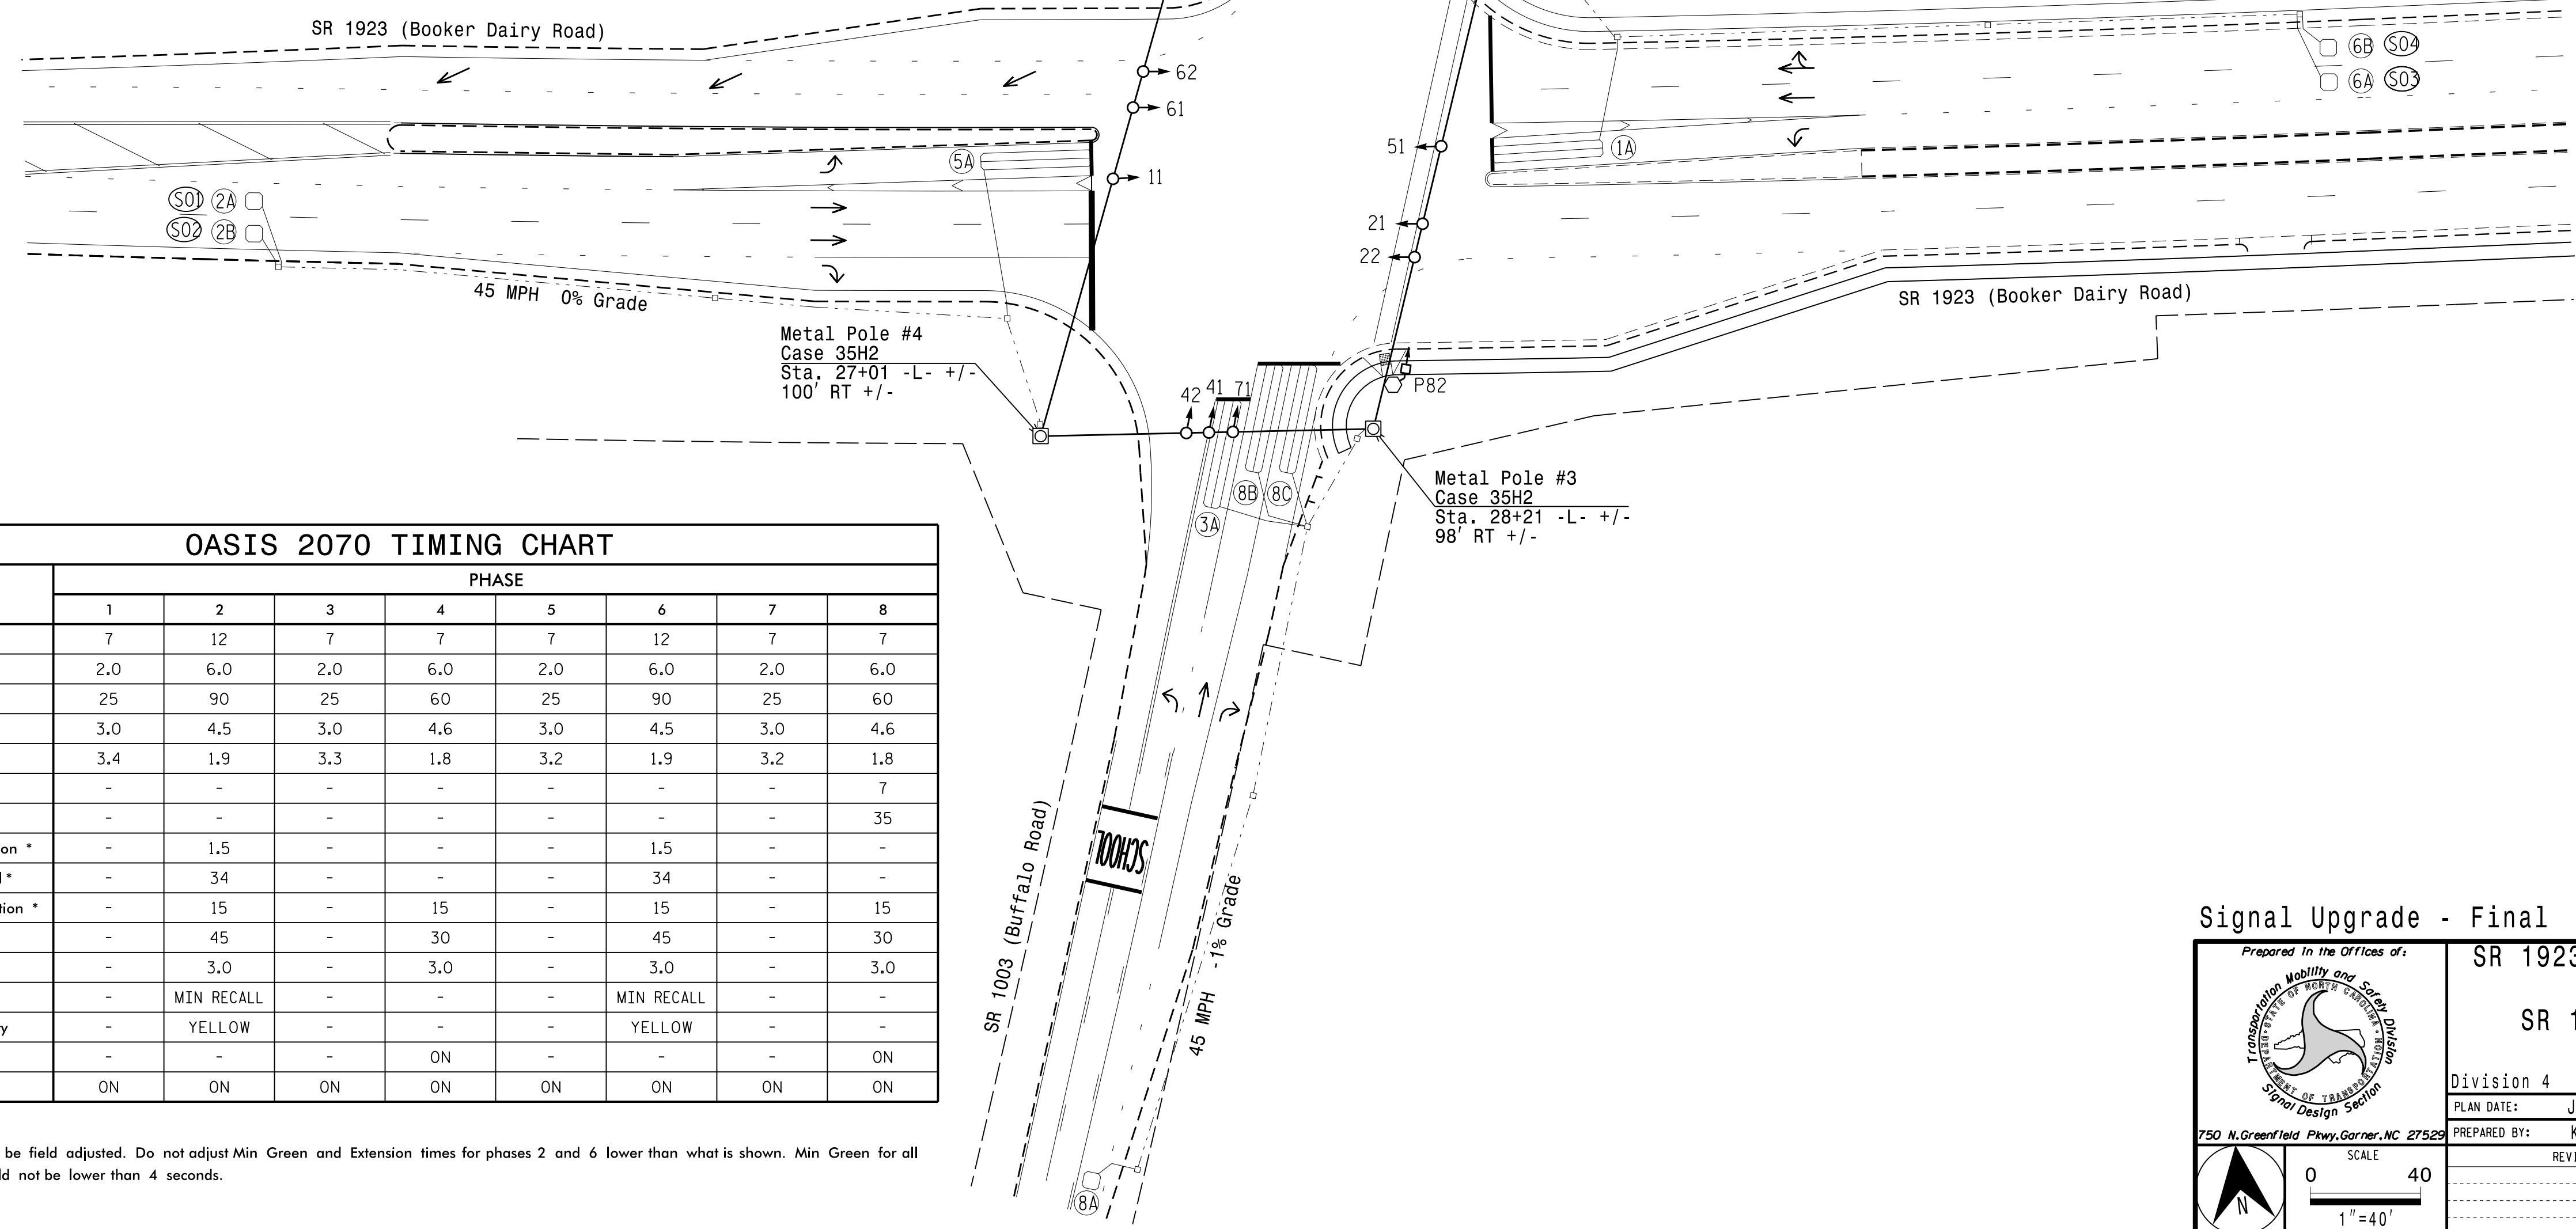 SR 1923 (Booker Dairy Road)
62
61
11
5A
S01 2A
S02 2B
45 MPH 0% Grade
51
21
22
1A
6B S04
6A S03
SR 1923 (Booker Dairy Road)
Metal Pole #4
Case 35H2
Sta. 27+01 -L- +/-
100' RT +/-
42 41 71
P82
8B 8C
3A
Metal Pole #3
Case 35H2
Sta. 28+21 -L- +/-
98' RT +/-
SCHOOL
SR 1003 (Buffalo Road)
45 MPH -1% Grade
8A
OASIS 2070 TIMING CHART
PHASE
1 2 3 4 5 6 7 8
7 12 7 7 7 12 7 7
2.0 6.0 2.0 6.0 2.0 6.0 2.0 6.0
25 90 25 60 25 90 25 60
3.0 4.5 3.0 4.6 3.0 4.5 3.0 4.6
3.4 1.9 3.3 1.8 3.2 1.9 3.2 1.8
- - - - - - - 7
- - - - - - - 35
on * - 1.5 - - - 1.5 - -
* - 34 - - - 34 - -
tion * - 15 - 15 - 15 - 15
- 45 - 30 - 45 - 30
- 3.0 - 3.0 - 3.0 - 3.0
- MIN RECALL - - - MIN RECALL - -
y - YELLOW - - - YELLOW - -
- - - ON - - - ON
ON ON ON ON ON ON ON ON
be field adjusted. Do not adjust Min Green and Extension times for phases 2 and 6 lower than what is shown. Min Green for all
ld not be lower than 4 seconds.
Signal Upgrade - Final
Prepared in the Offices of:
Transportation Mobility and Safety Division
STATE OF NORTH CAROLINA
DEPARTMENT OF TRANSPORTATION
Signal Design Section
750 N.Greenfield Pkwy,Garner,NC 27529
SR 1923
SR 1
Division 4
PLAN DATE: J
PREPARED BY: K
REVI
N
SCALE
0 40
1"=40'